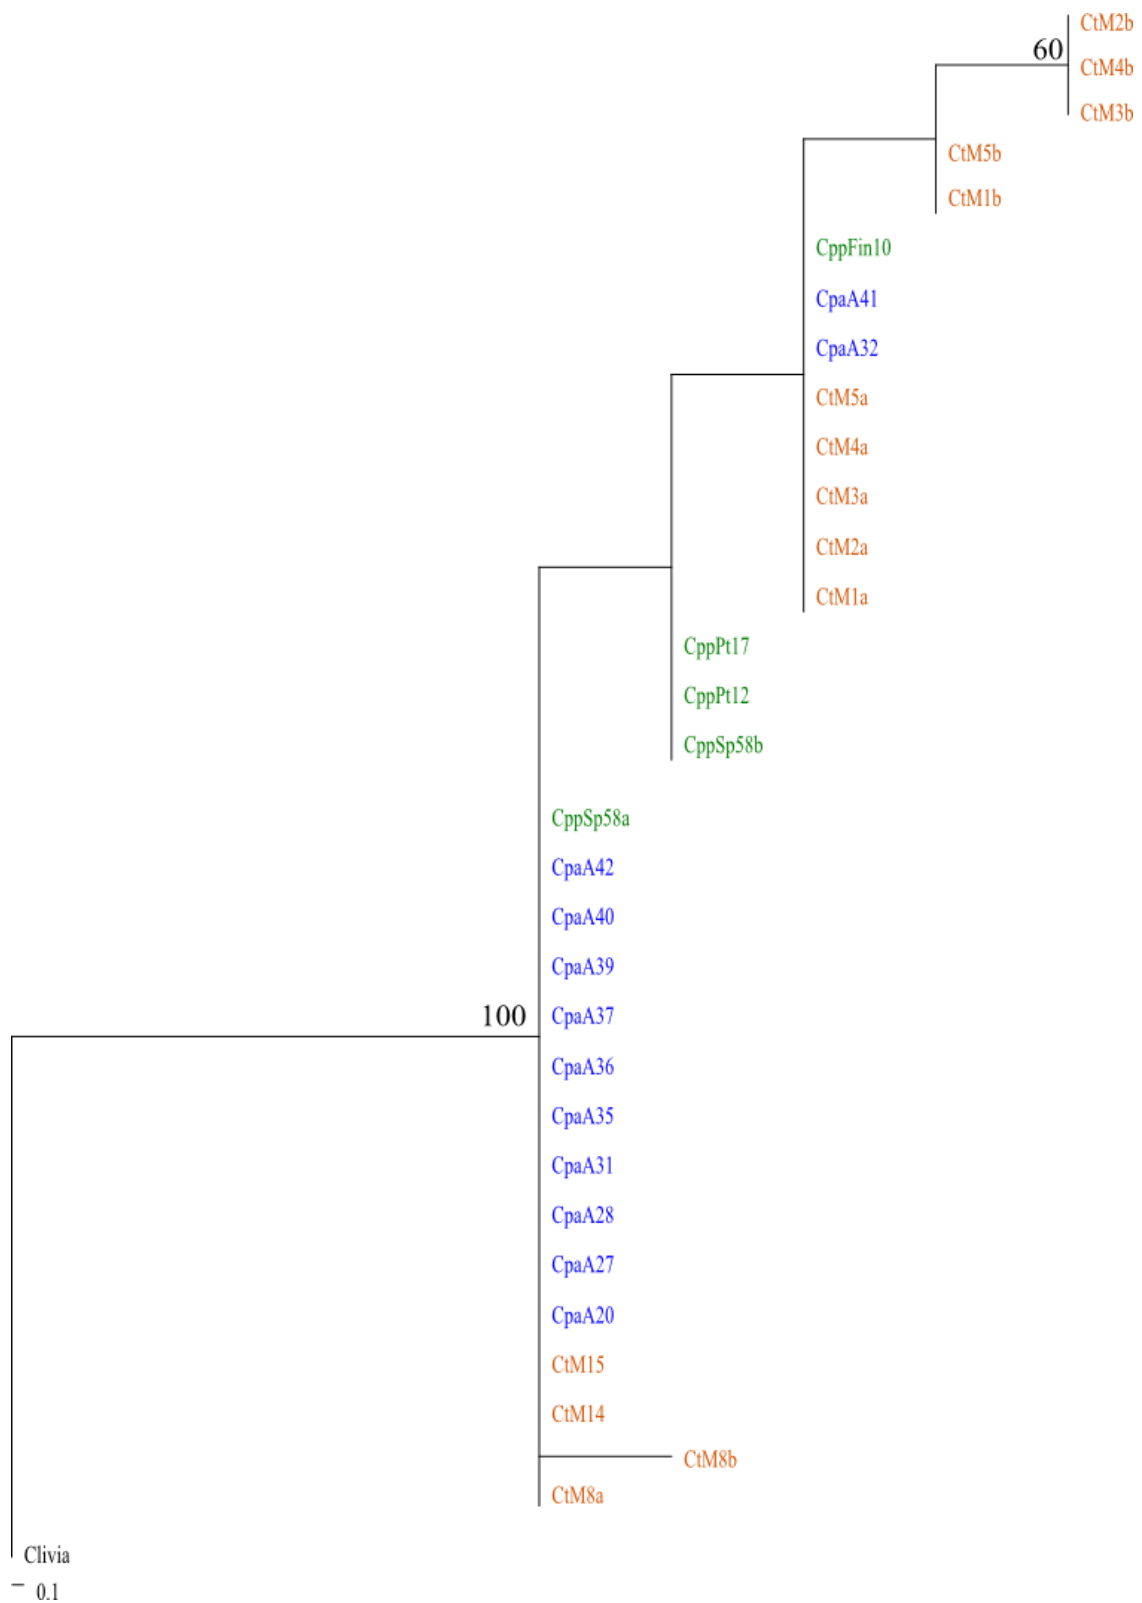 CtM2b
60
CtM4b
CtM3b
CtM5b
CtM1b
CppFin10
CpaA41
CpaA32
CtM5a
CtM4a
CtM3a
CtM2a
CtM1a
CppPt17
CppPt12
CppSp58b
CppSp58a
CpaA42
CpaA40
CpaA39
100
CpaA37
CpaA36
CpaA35
CpaA31
CpaA28
CpaA27
CpaA20
CtM15
CtM14
CtM8b
CtM8a
Clivia
0.1